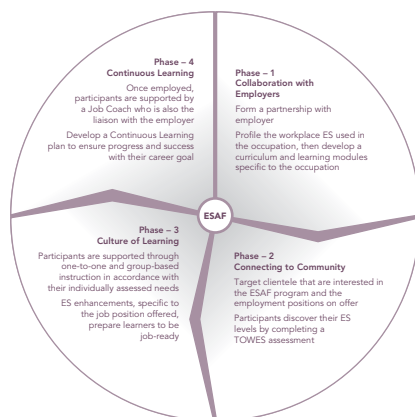 Phase – 4
Continuous Learning
Once employed,
participants are supported by
a Job Coach who is also the
liaison with the employer
Develop a Continuous Learning
plan to ensure progress and success
with their career goal
Phase – 1
Collaboration with
Employers
Form a partnership with
employer
Profile the workplace ES used in
the occupation, then develop a
curriculum and learning modules
specific to the occupation
ESAF
Phase – 3
Culture of Learning
Participants are supported through
one-to-one and group-based
instruction in accordance with
their individually assessed needs
ES enhancements, specific to
the job position offered,
prepare learners to be
job-ready
Phase – 2
Connecting to Community
Target clientele that are interested in
the ESAF program and the
employment positions on offer
Participants discover their ES
levels by completing a
TOWES assessment